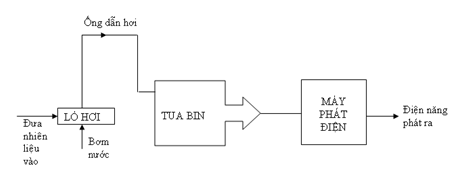 Ông dẫn hơi
LÒ HƠI
Đưa
nhiên
liệu
vào
Bơm
nước
TUA BIN
MÁY
PHÁT
ĐIỆN
Điện năng
phát ra